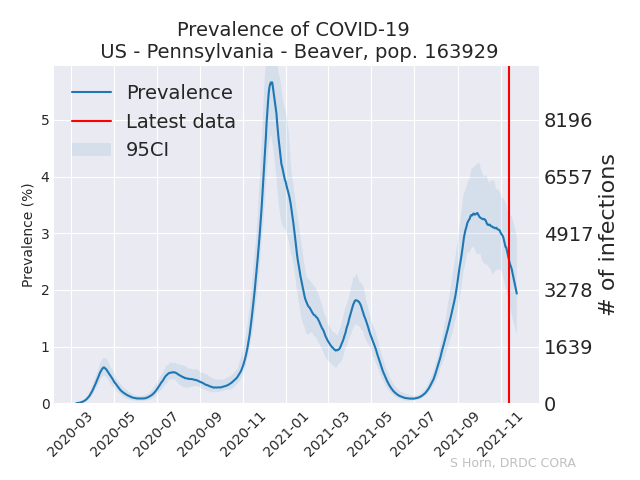 Prevalence of COVID-19
US - Pennsylvania - Beaver, pop. 163929
Prevalence
Latest data
95CI
Prevalence (%)
5
4
3
2
1
0
8196
6557
4917
3278
1639
0
# of infections
2020-03
2020-05
2020-07
2020-09
2020-11
2021-01
2021-03
2021-05
2021-07
2021-09
2021-11
S Horn, DRDC CORA